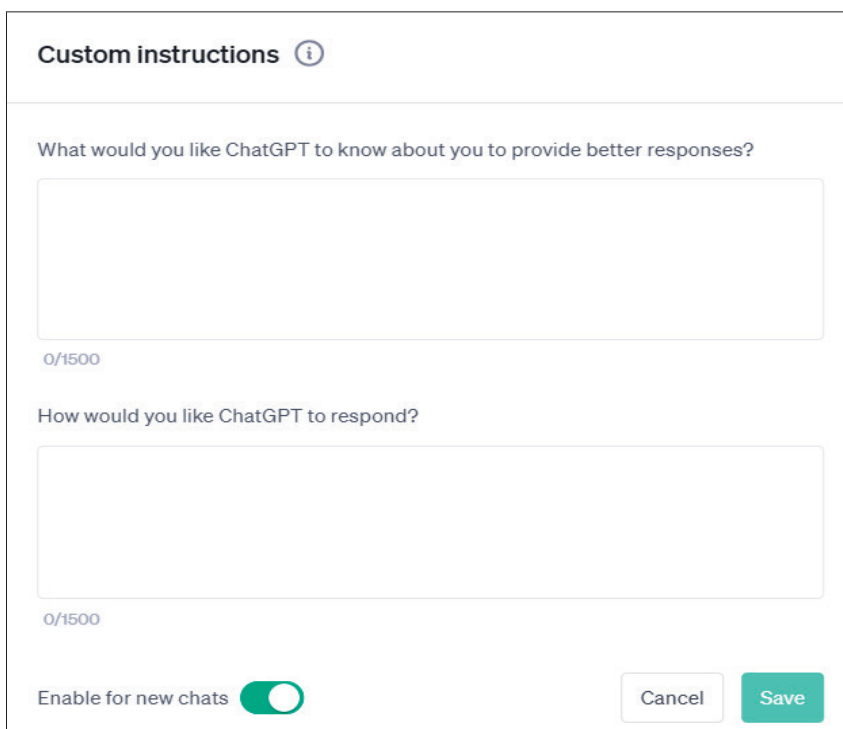 Custom instructions
What would you like ChatGPT to know about you to provide better responses?
0/1500
How would you like ChatGPT to respond?
0/1500
Enable for new chats
Cancel
Save